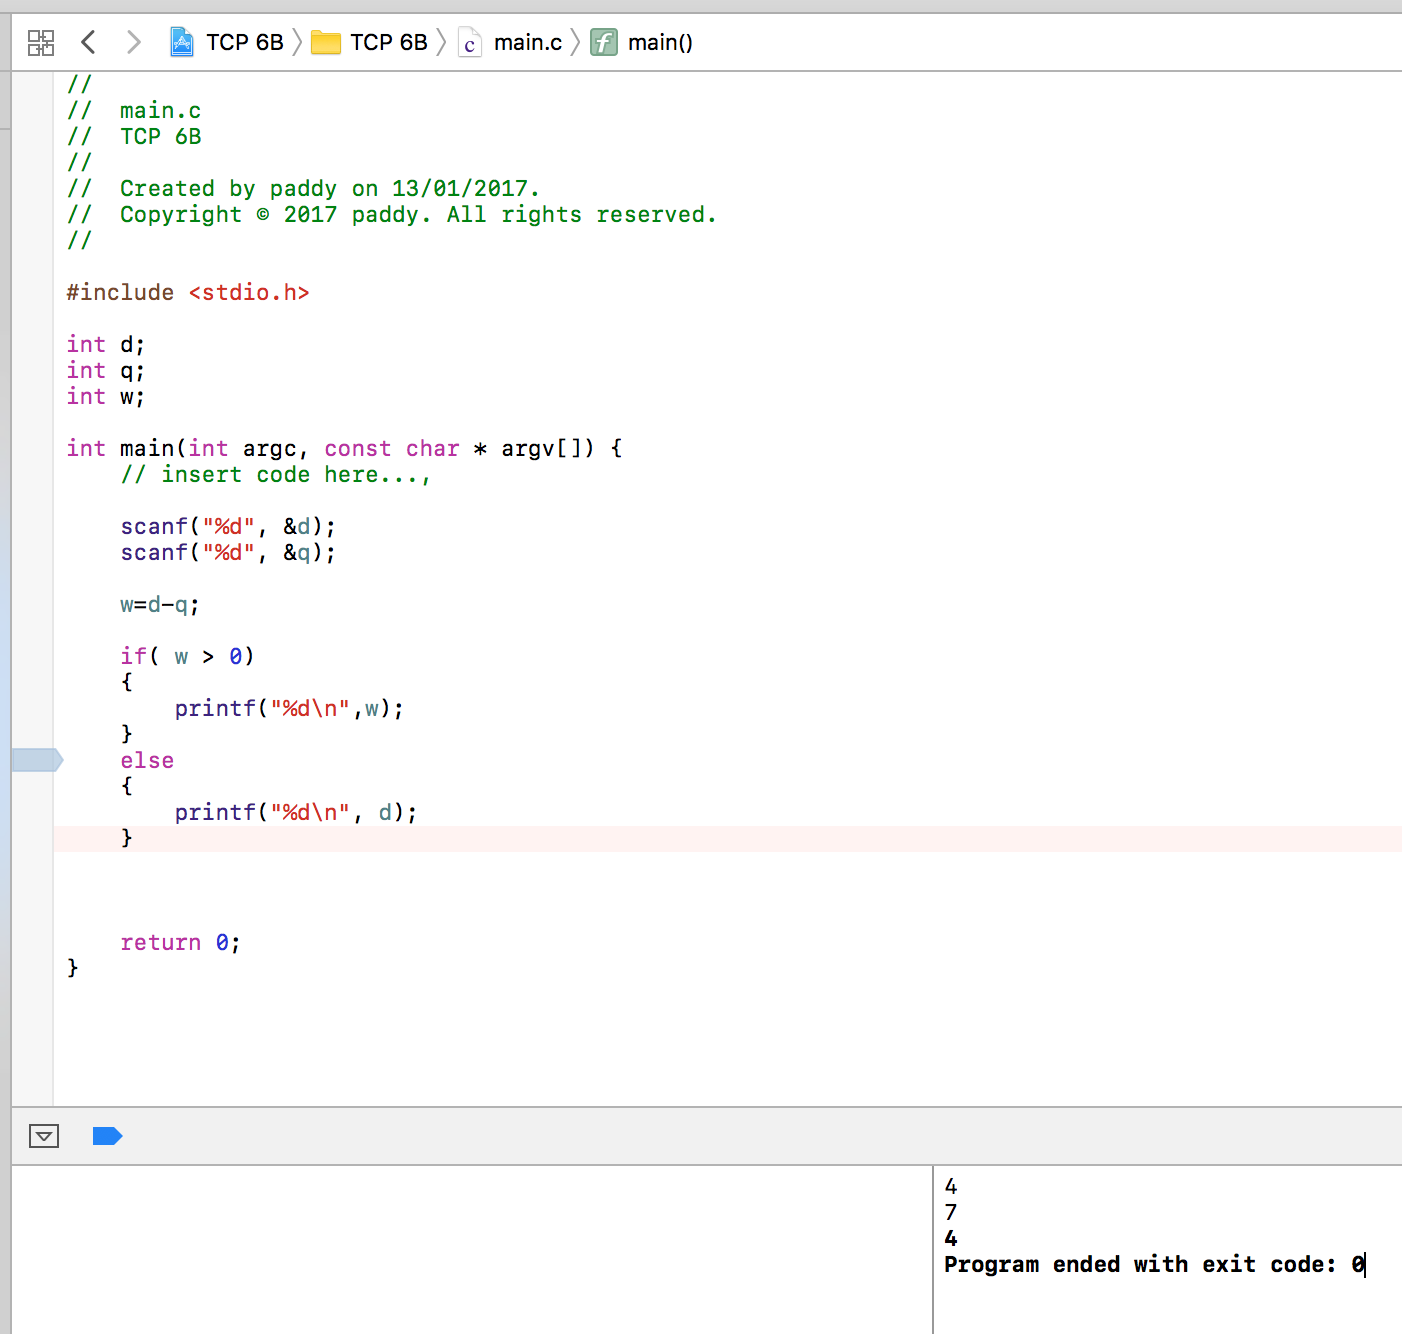 TCP 6B TCP 6B main.c main()
//
//  main.c
//  TCP 6B
//
//  Created by paddy on 13/01/2017.
//  Copyright © 2017 paddy. All rights reserved.
//
#include <stdio.h>
int d;
int q;
int w;
int main(int argc, const char * argv[]) {
    // insert code here...,
    scanf("%d", &d);
    scanf("%d", &q);
    w=d-q;
    if( w > 0)
    {
        printf("%d\n",w);
    }
    else
    {
        printf("%d\n", d);
    }
    return 0;
}
4
7
4
Program ended with exit code: 0